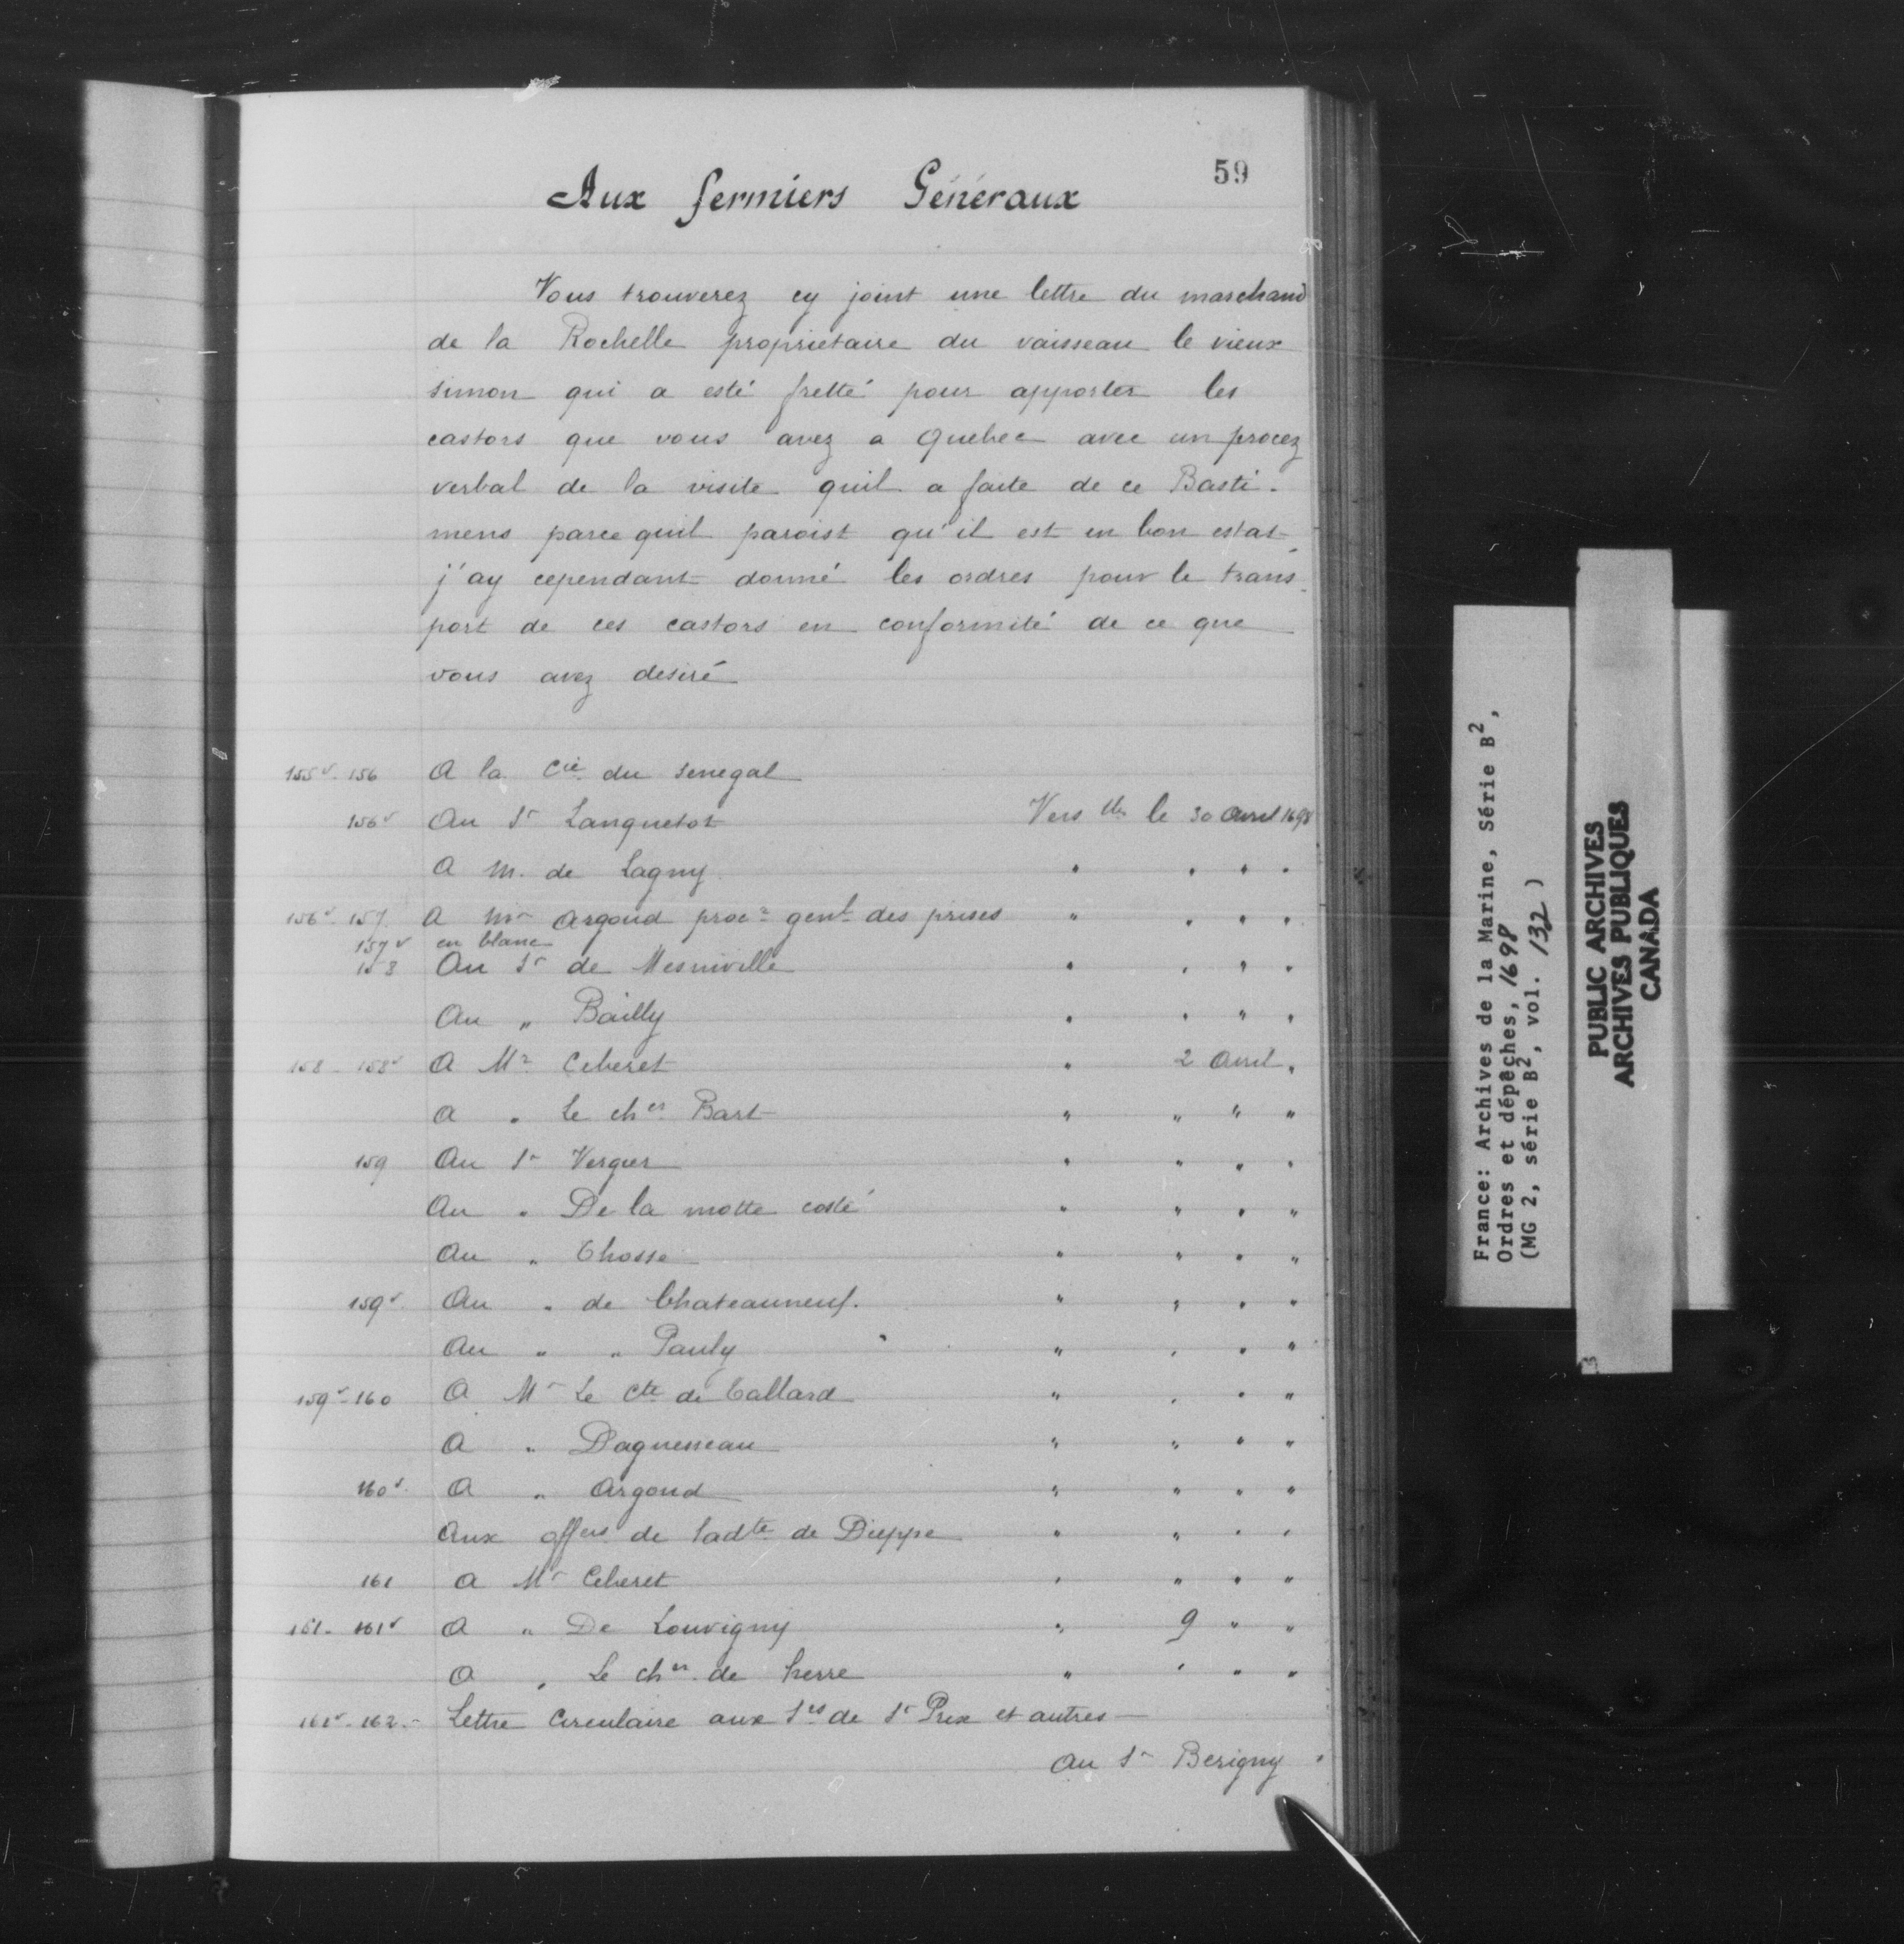 59
Aux fermiers Généraux
Vous trouverez cy joint une lettre du marchand
de la Rochelle proprietaire du vaisseau le vieux
simon qui a esté fretté pour apporter les
castors que vous avez a Quebec avec un procez
verbal de la visite quil a faite de ce Basti-
mens parce quil paroist qu'il est en bon estat
j'ay cependant donné les ordres pour le trans-
port de ces castors en conformité de ce que
vous avez desiré
155v. 156 A la Cie du senegal
156v Au Sr Languetot Vers lles le 30 Avril 1698
A M. de Lagny " " " "
156v. 157 A Mr Argoud procr genl des prises " " " "
157v en blanc
158 Au Sr de Mesniville " " " "
Au " Bailly " " " "
158 - 158v A Mr Ceberet " 2 Avril "
A " Le cher Bart " " " "
159 Au Sr Vergier " " " "
Au " De la motte costé " " " "
Au " Thosse " " " "
159v. Au " de Chateauneuf. " " " "
Au " " Pauly " " " "
159v - 160 A Mr Le Cte de Tallard " " " "
A " Daguesseau " " " "
160v. A " Argoud " " " "
Aux offers de ladté de Dieppe " " " "
161 A Mr Ceberet " " " "
161 - 161v A " De Louvigny " 9 " "
A " Le cher de " " " "
161v - 162 - Lettre Circulaire aux Srs de St Prix et autres
Au Sr Berigny "
France: Archives de la Marine, Série B2,
Ordres et dépêches, 1698
(MG 2, série B2, vol. 132)
PUBLIC ARCHIVES
ARCHIVES PUBLIQUES
CANADA